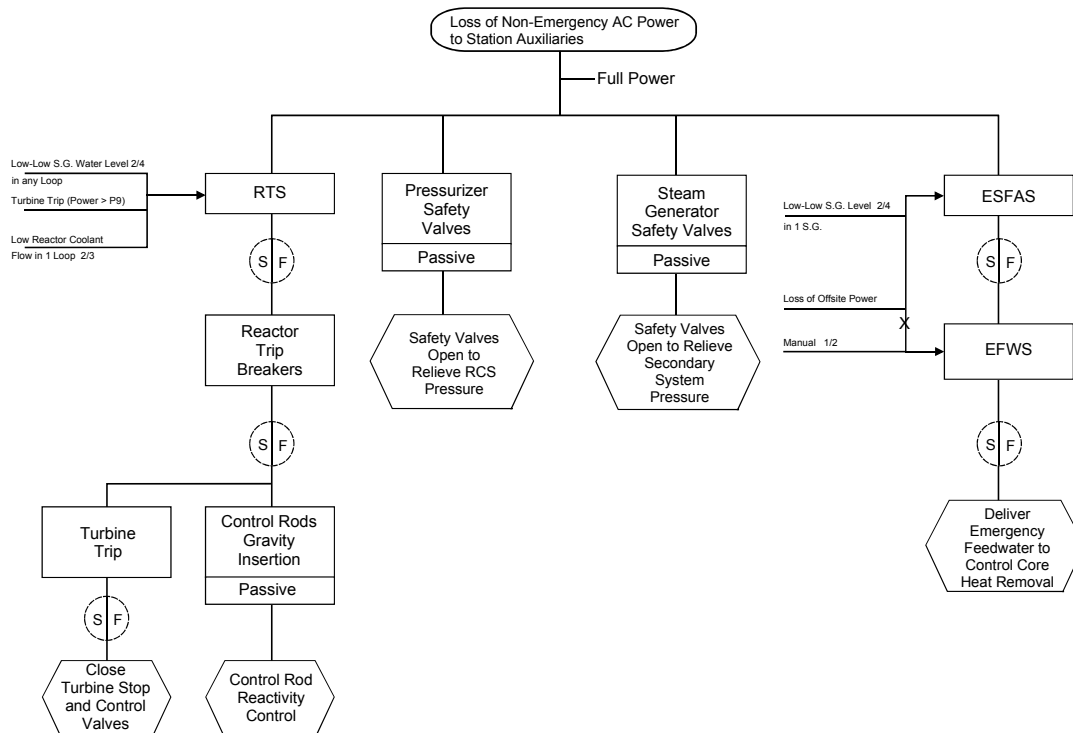 Loss of Non-Emergency AC Power
to Station Auxiliaries
Full Power
Low-Low S.G. Water Level 2/4
in any Loop
Turbine Trip (Power > P9)
Low Reactor Coolant
Flow in 1 Loop 2/3
RTS
S F
Reactor
Trip
Breakers
S F
Turbine
Trip
S F
Close
Turbine Stop
and Control
Valves
Control Rods
Gravity
Insertion
Passive
Control Rod
Reactivity
Control
Pressurizer
Safety
Valves
Passive
Safety Valves
Open to
Relieve RCS
Pressure
Steam
Generator
Safety Valves
Passive
Safety Valves
Open to Relieve
Secondary
System
Pressure
Low-Low S.G. Level 2/4
in 1 S.G.
Loss of Offsite Power
X
Manual 1/2
ESFAS
S F
EFWS
S F
Deliver
Emergency
Feedwater to
Control Core
Heat Removal